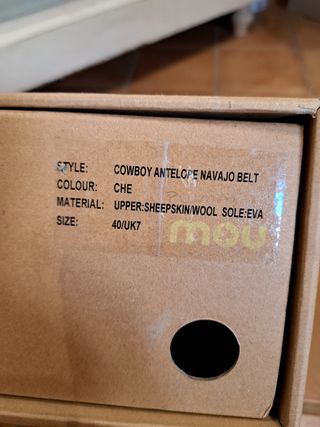 STYLE: COWBOY ANTELOPE NAVAJO BELT
COLOUR: CHE
MATERIAL: UPPER:SHEEPSKIN/WOOL SOLE:EVA
SIZE: 40/UK7
mou